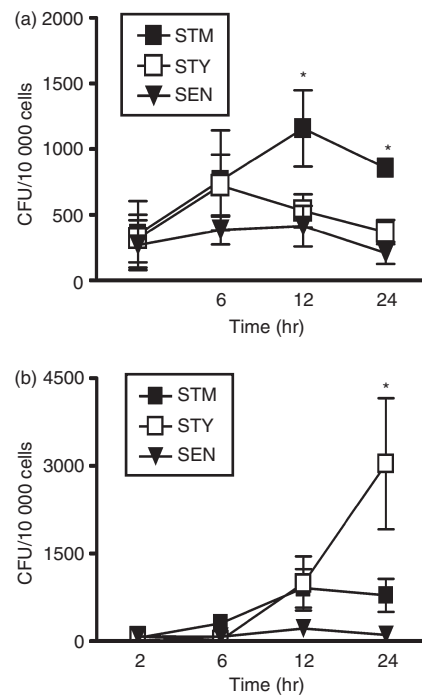 (a)
2000
1500
1000
500
0
CFU/10 000 cells
STM
STY
SEN
*
*
6
12
24
Time (hr)
(b)
4500
3000
1500
0
CFU/10 000 cells
STM
STY
SEN
*
2
6
12
24
Time (hr)